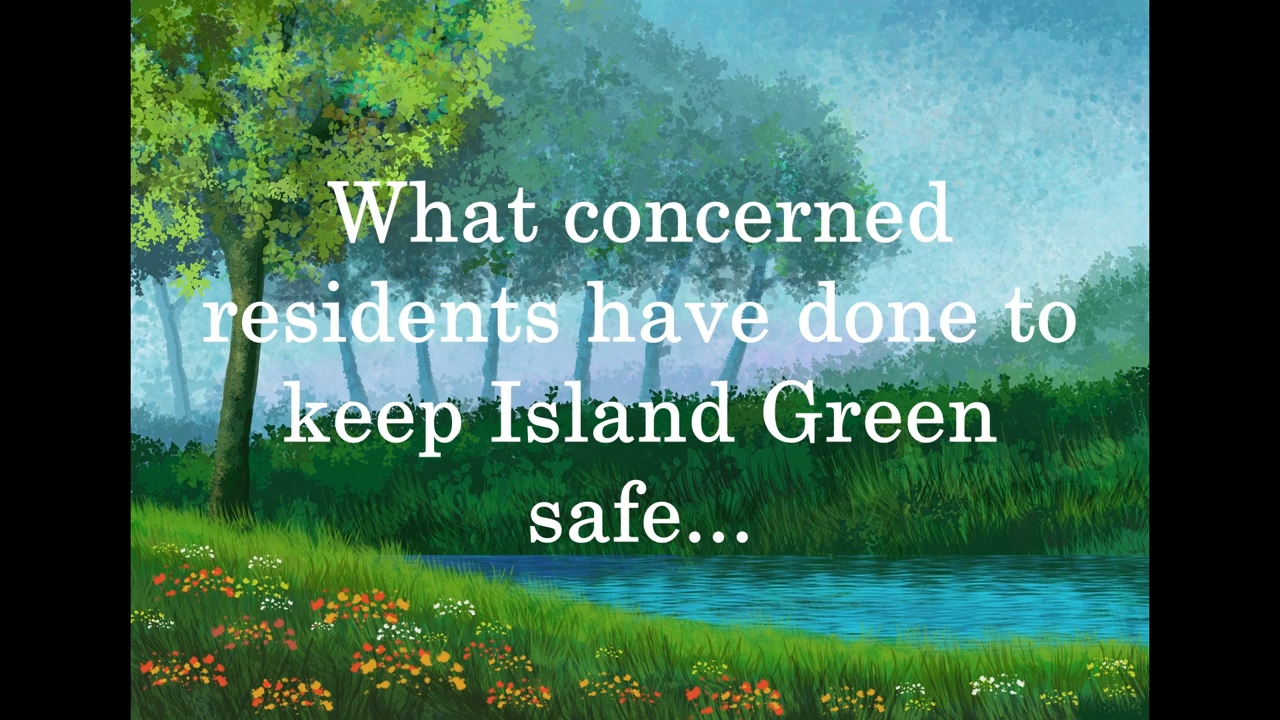 What concerned
residents have done to
keep Island Green
safe...